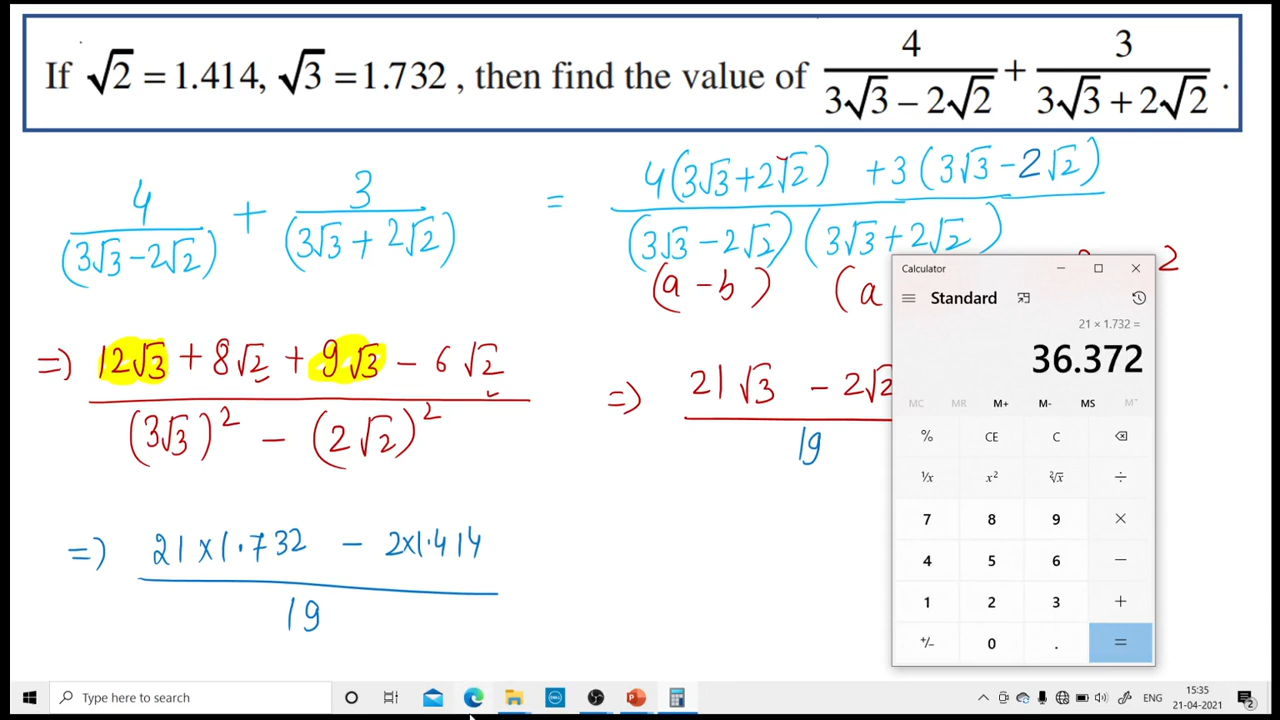 If √2 = 1.414, √3 = 1.732 , then find the value of 4/(3√3 – 2√2) + 3/(3√3 + 2√2) .
4/(3√3 – 2√2) + 3/(3√3 + 2√2) = 4(3√3 + 2√2) + 3(3√3 – 2√2)
(3√3 – 2√2)(3√3 + 2√2)
(a – b) (a
2
Calculator
Standard
21 × 1.732 =
36.372
MC MR M+ M- MS M˅
% CE C
¹/x x² ²√x ÷
7 8 9 ×
4 5 6 −
1 2 3 +
+/− 0 . =
=) 12√3 + 8√2 + 9√3 – 6√2
(3√3)² – (2√2)²
=) 21√3 – 2√2
19
=) 21 × 1.732 – 2×1.414
19
Type here to search
DELL
ENG
15:35
21-04-2021
2